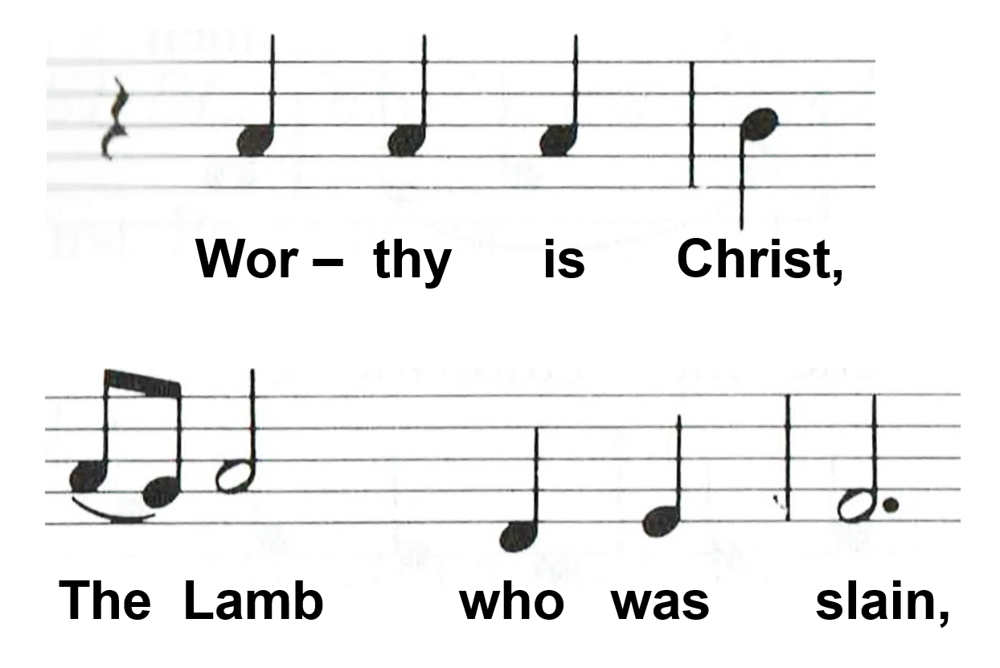 Wor – thy is Christ,
The Lamb who was slain,